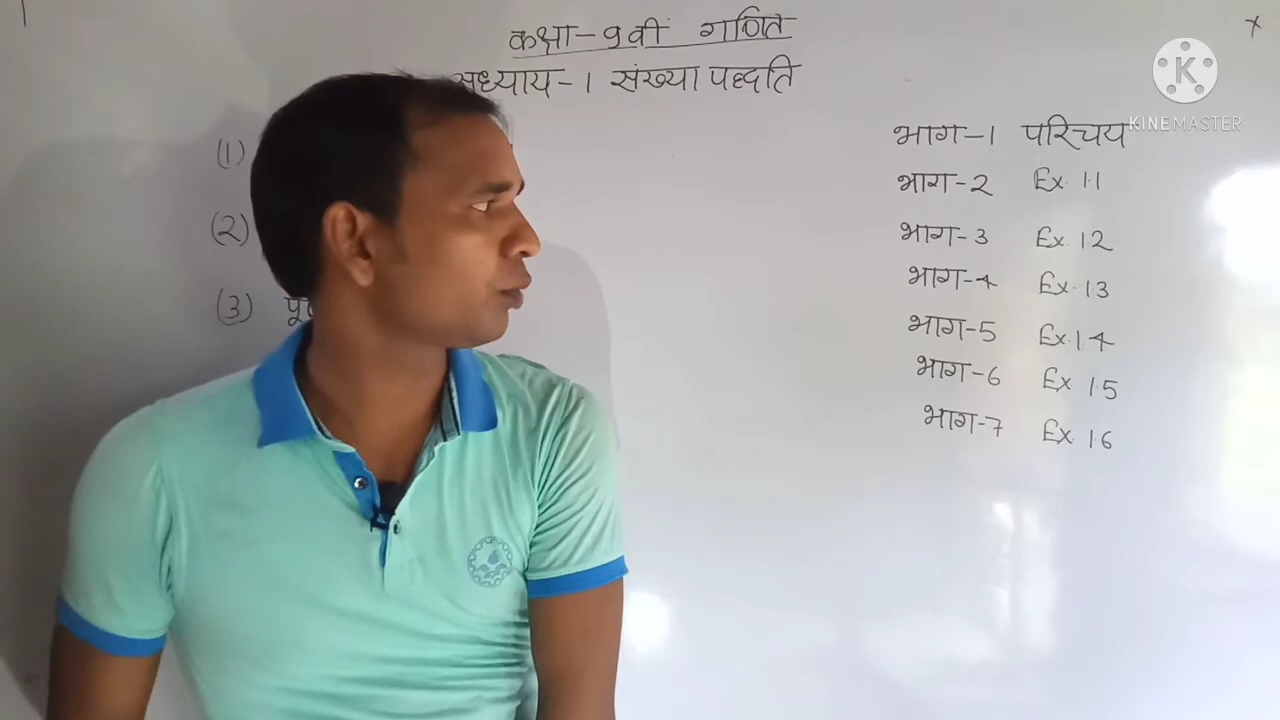 कक्षा-9वीं गणित
अध्याय-1 संख्या पद्दति
(1)
(2)
(3)
भाग-1 परिचय
भाग-2 Ex. 1.1
भाग-3 Ex. 1.2
भाग-4 Ex. 1.3
भाग-5 Ex. 1.4
भाग-6 Ex 1.5
भाग-7 Ex. 1.6
K
KINEMASTER